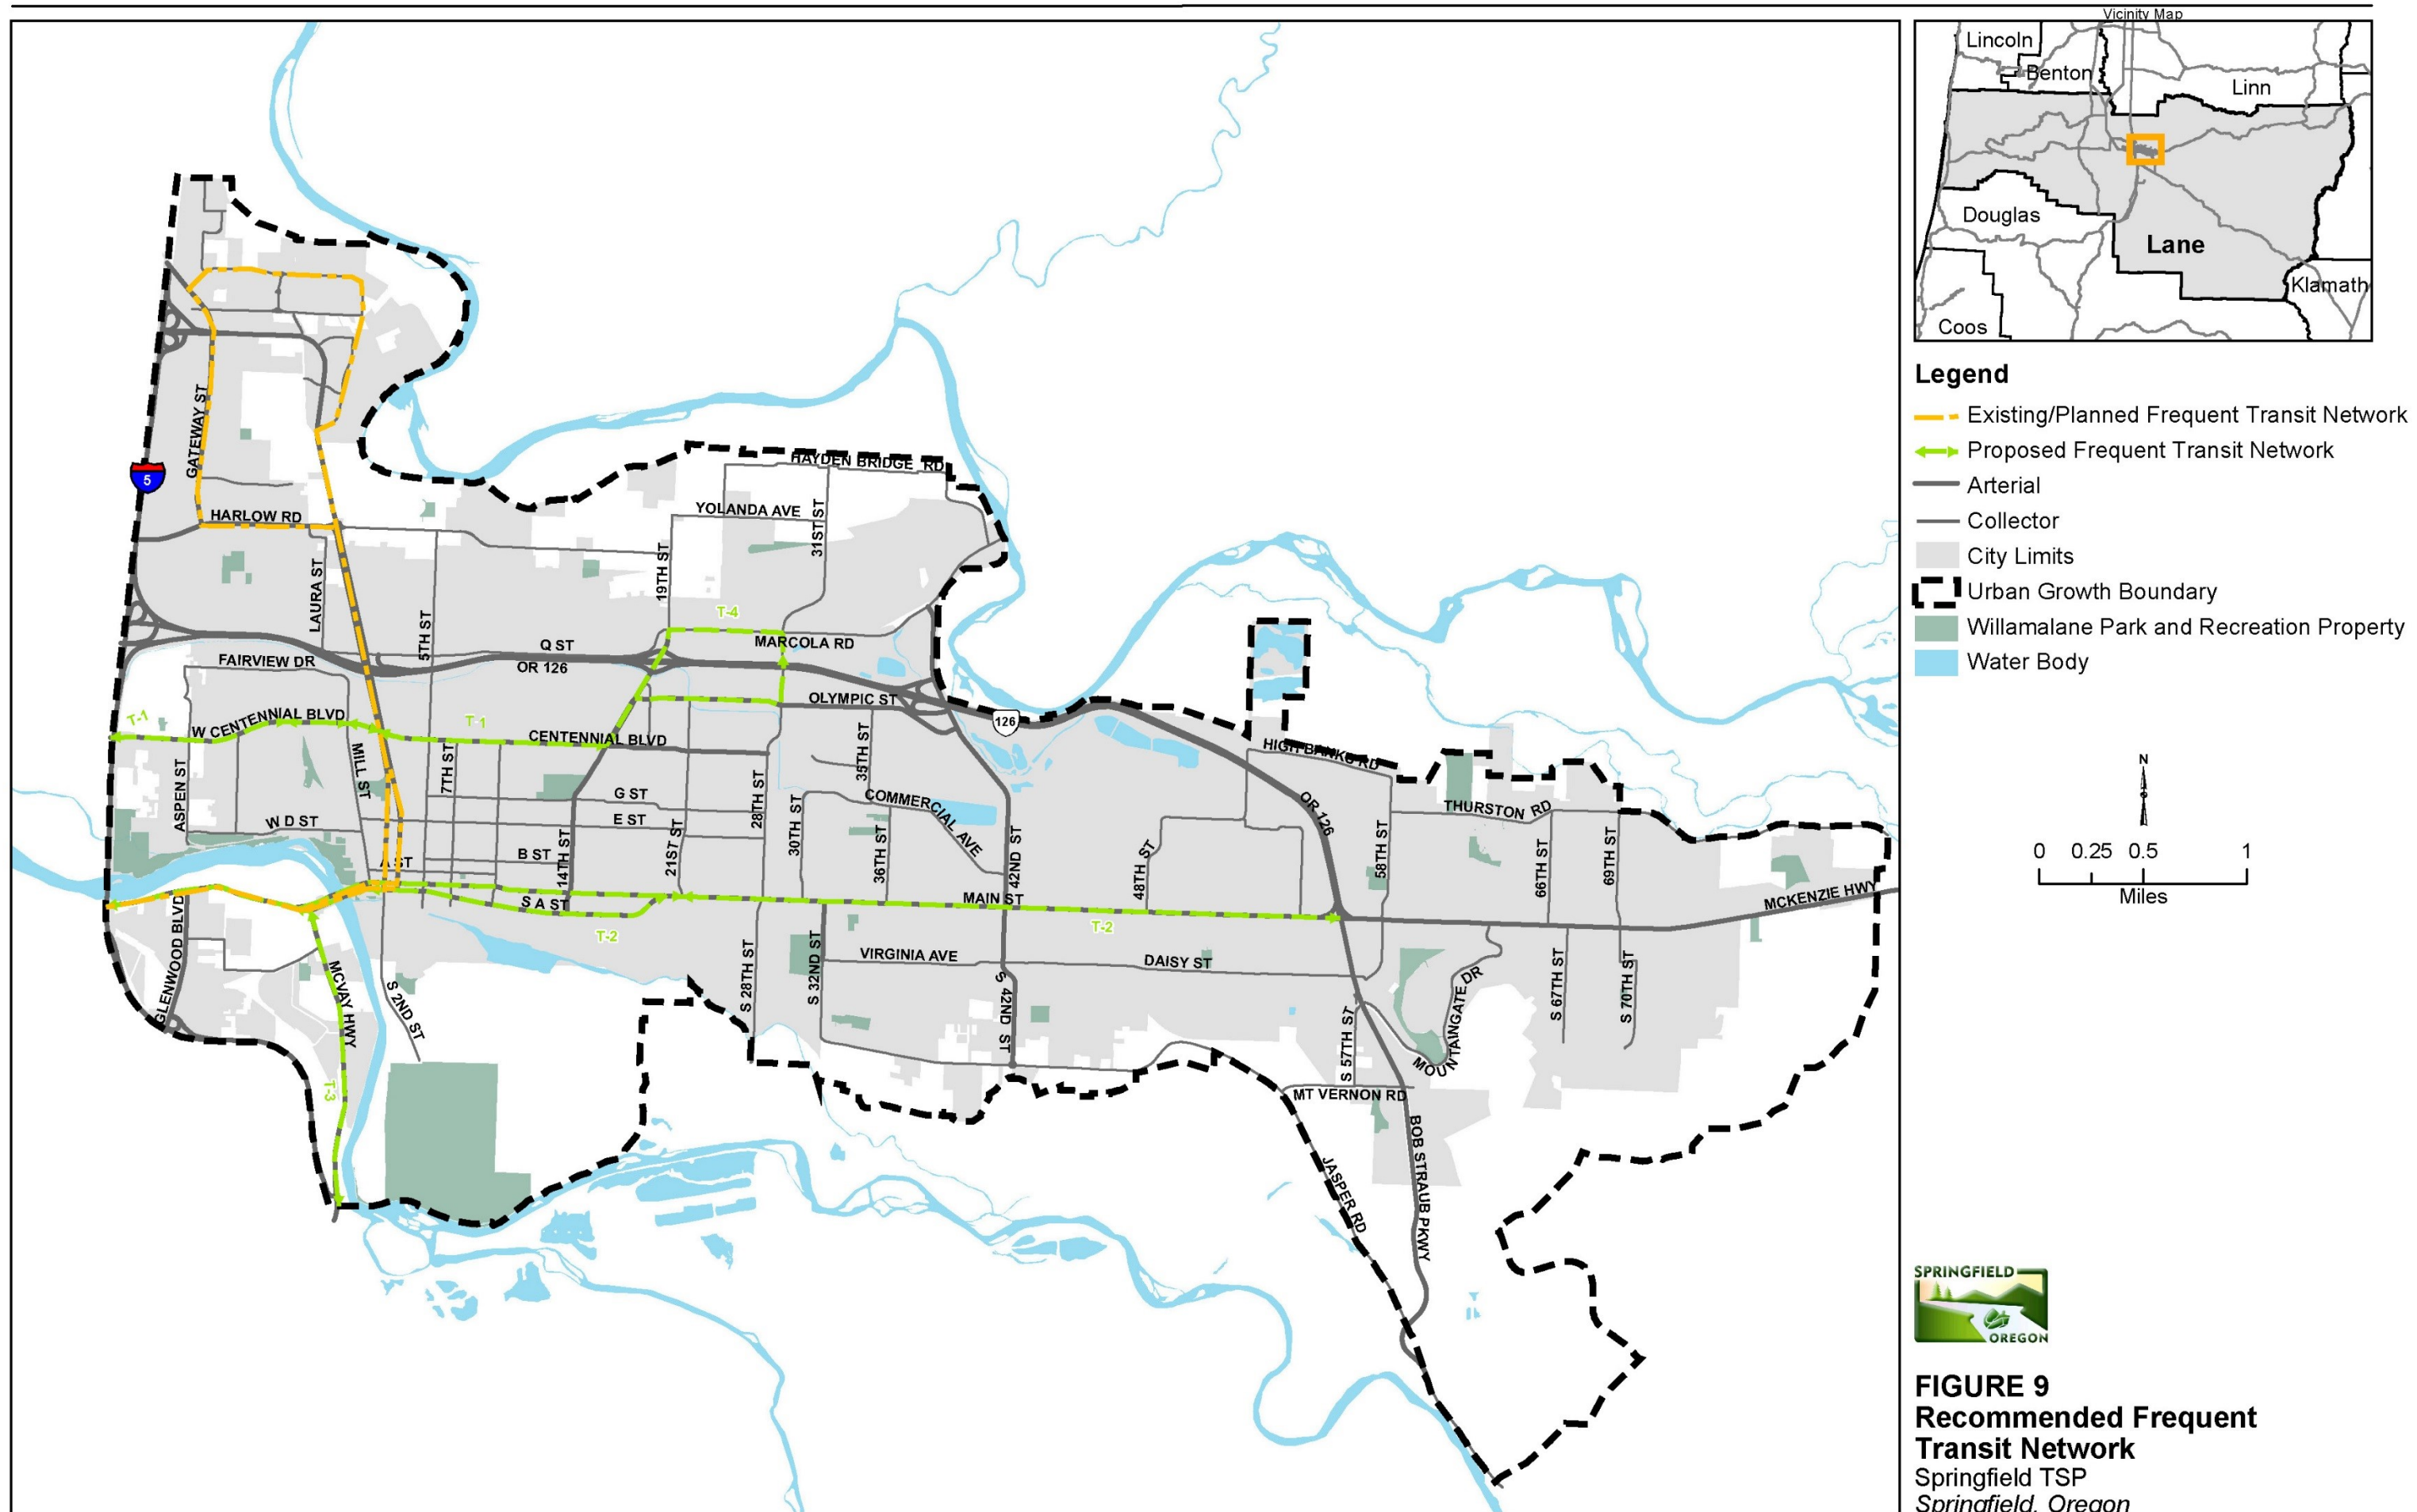 Vicinity Map
Lincoln
Benton
Linn
Douglas
Lane
Klamath
Coos
Legend
Existing/Planned Frequent Transit Network
Proposed Frequent Transit Network
Arterial
Collector
City Limits
Urban Growth Boundary
Willamalane Park and Recreation Property
Water Body
N
0 0.25 0.5 1
Miles
SPRINGFIELD
OREGON
FIGURE 9
Recommended Frequent
Transit Network
Springfield TSP
Springfield, Oregon
GATEWAY ST
5
HARLOW RD
LAURA ST
5TH ST
HAYDEN BRIDGE RD
YOLANDA AVE
31ST ST
19TH ST
T-4
MARCOLA RD
Q ST
OR 126
FAIRVIEW DR
OLYMPIC ST
126
T-1
W CENTENNIAL BLVD
T-1
CENTENNIAL BLVD
HIGH BANKS RD
MILL ST
7TH ST
35TH ST
ASPEN ST
G ST
28TH ST
COMMERCIAL AVE
OR 126
THURSTON RD
W D ST
E ST
30TH ST
36TH ST
42ND ST
48TH ST
58TH ST
66TH ST
69TH ST
A ST
B ST
14TH ST
21ST ST
MAIN ST
MCKENZIE HWY
S A ST
T-2
T-2
GLENWOOD BLVD
MCVAY HWY
S 2ND ST
S 28TH ST
S 32ND ST
VIRGINIA AVE
DAISY ST
S 42ND ST
S 57TH ST
MOUNTAINGATE DR
S 67TH ST
S 70TH ST
T-3
MT VERNON RD
JASPER RD
BOB STRAUB PKWY